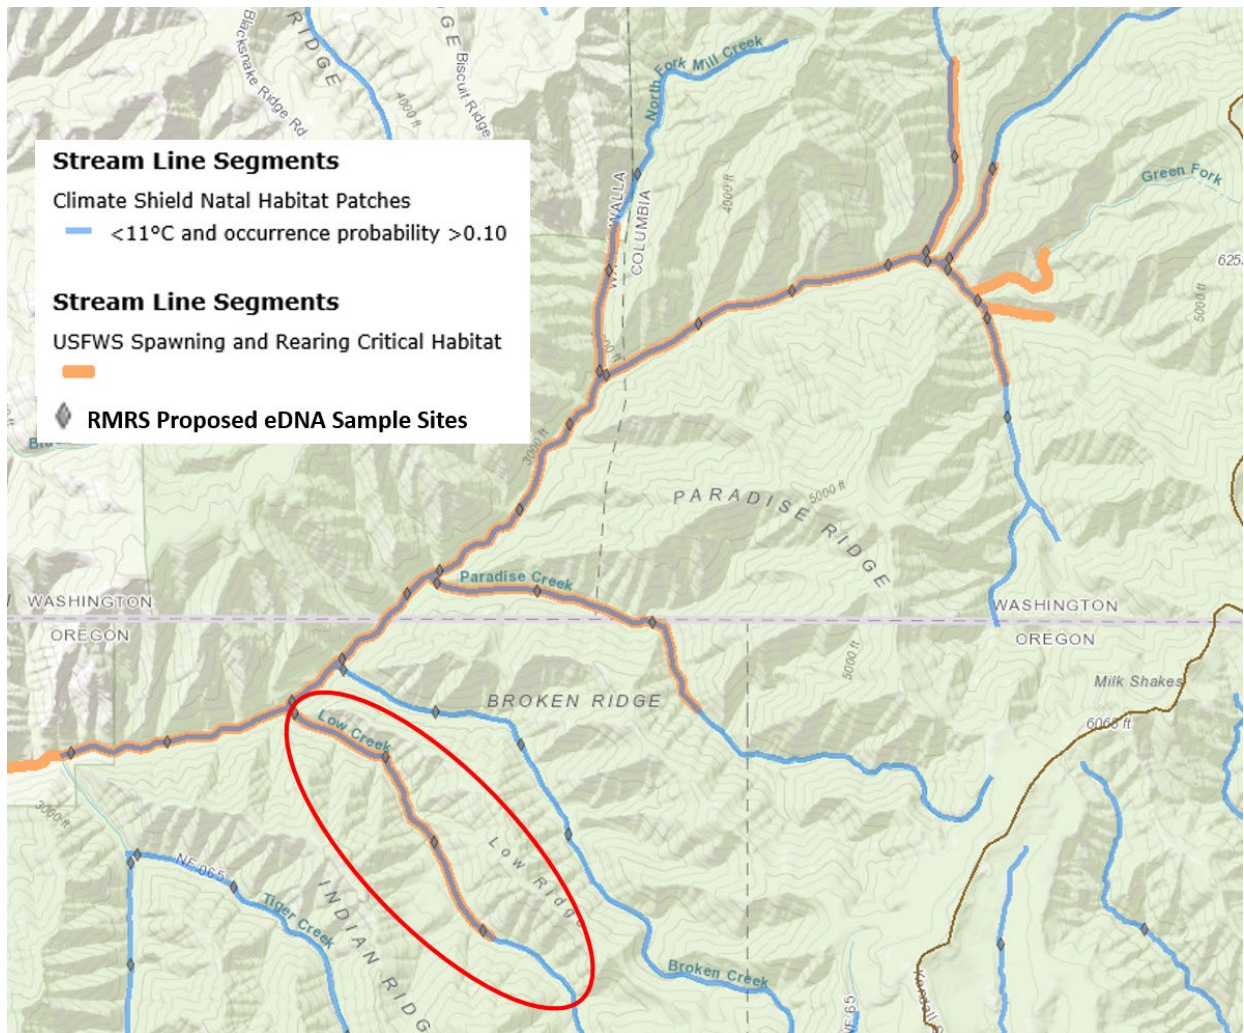 RIDGE
Blacksnake Ridge Rd
GE
Biscuit Ridge
4000 ft
North Fork Mill Creek
Stream Line Segments
Climate Shield Natal Habitat Patches
<11°C and occurrence probability >0.10
Stream Line Segments
USFWS Spawning and Rearing Critical Habitat
RMRS Proposed eDNA Sample Sites
WALLA
COLUMBIA
4000 ft
Green Fork
5000 ft
3000 ft
PARADISE RIDGE
5000 ft
Paradise Creek
WASHINGTON
OREGON
WASHINGTON
OREGON
5000 ft
BROKEN RIDGE
Milk Shakes
6065 ft
Low Creek
3000 ft
Low Ridge
NF 065
Tiger Creek
INDIAN RIDGE
Broken Creek